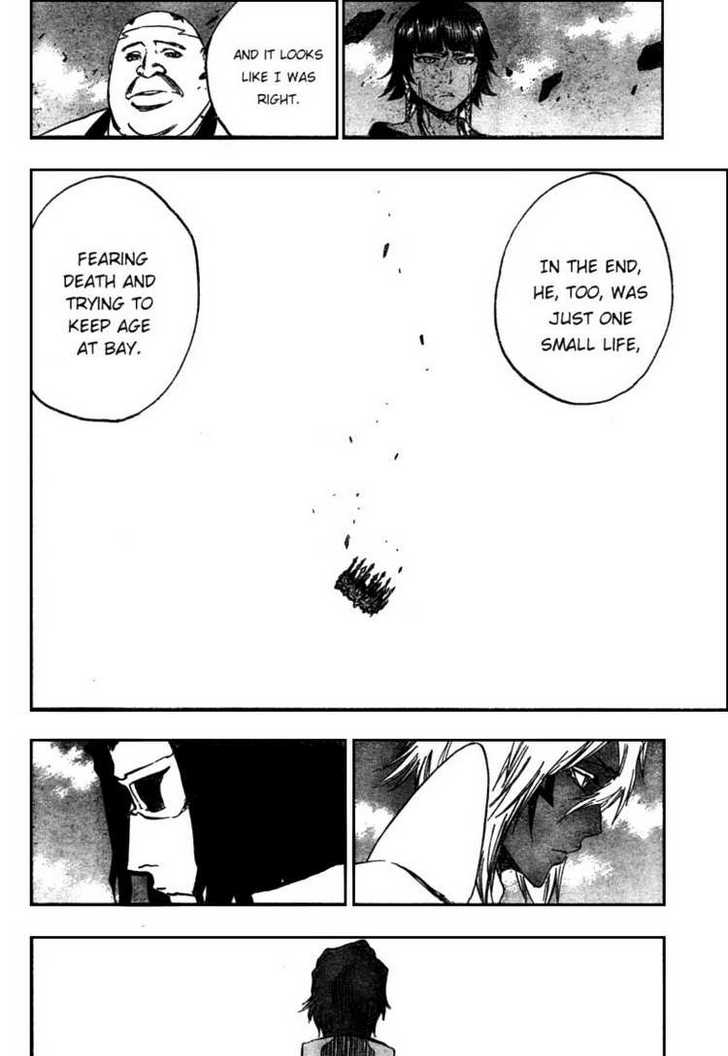 AND IT LOOKS
LIKE I WAS
RIGHT.
IN THE END,
HE, TOO, WAS
JUST ONE
SMALL LIFE,
FEARING
DEATH AND
TRYING TO
KEEP AGE
AT BAY.